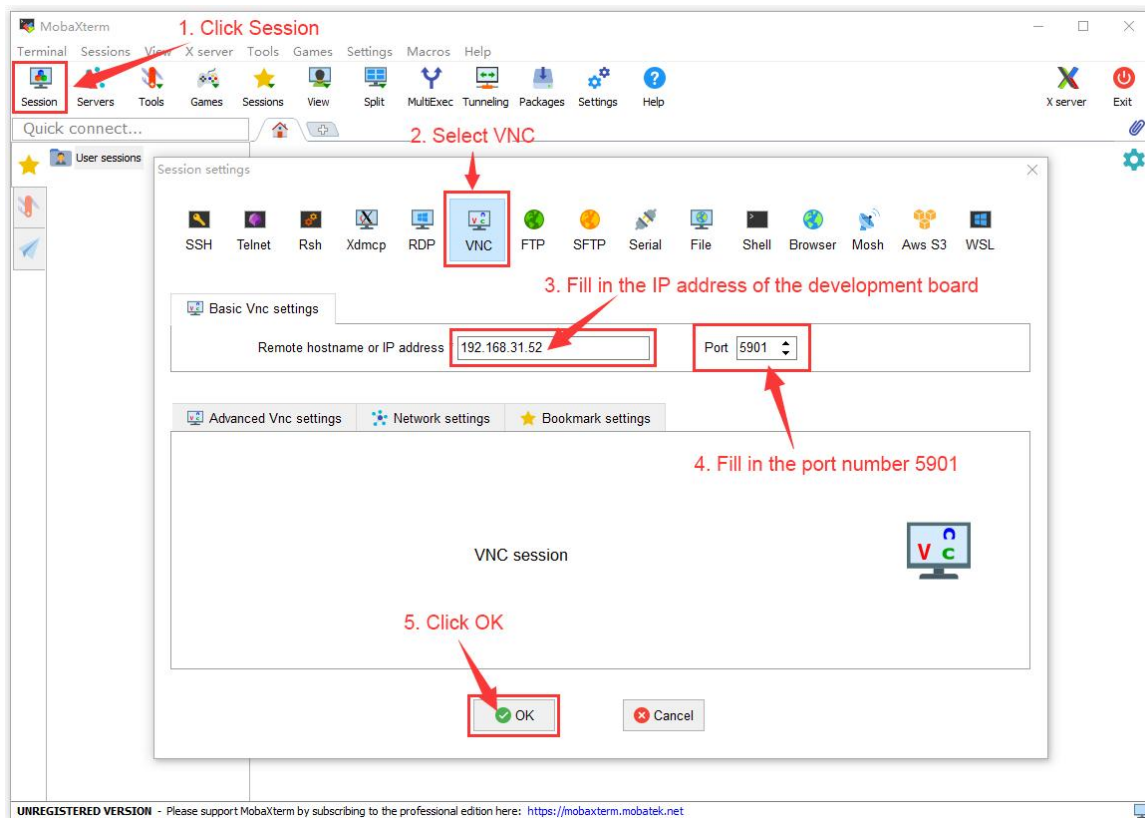 MobaXterm
1. Click Session
Terminal Sessions View X server Tools Games Settings Macros Help
Session Servers Tools Games Sessions View Split MultiExec Tunneling Packages Settings Help X server Exit
Quick connect...
2. Select VNC
User sessions
Session settings
SSH Telnet Rsh Xdmcp RDP VNC FTP SFTP Serial File Shell Browser Mosh Aws S3 WSL
3. Fill in the IP address of the development board
Basic Vnc settings
Remote hostname or IP address * 192.168.31.52 Port 5901
Advanced Vnc settings Network settings Bookmark settings
4. Fill in the port number 5901
VNC session
5. Click OK
OK Cancel
UNREGISTERED VERSION - Please support MobaXterm by subscribing to the professional edition here: https://mobaxterm.mobatek.net